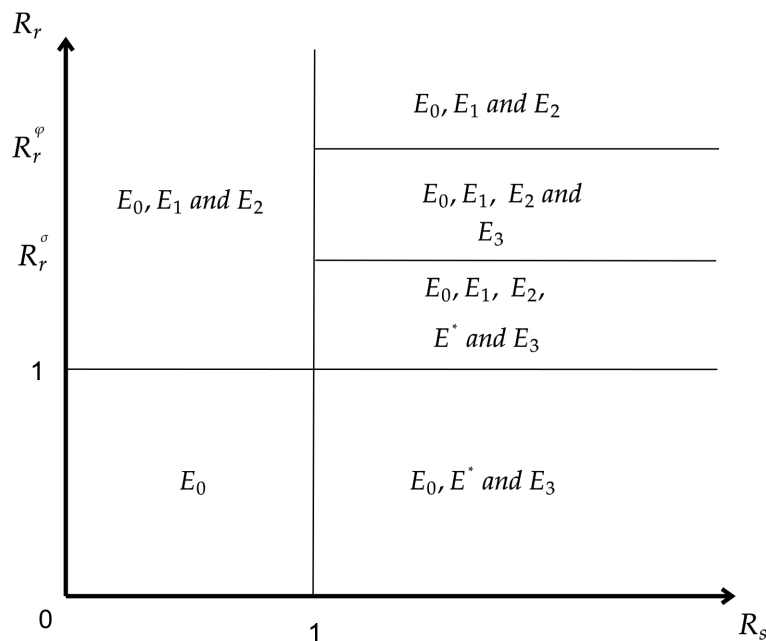 R_r
E_0, E_1 and E_2
R_r^φ
E_0, E_1 and E_2
E_0, E_1, E_2 and
E_3
R_r^σ
E_0, E_1, E_2,
E^* and E_3
1
E_0
E_0, E^* and E_3
0
1
R_s